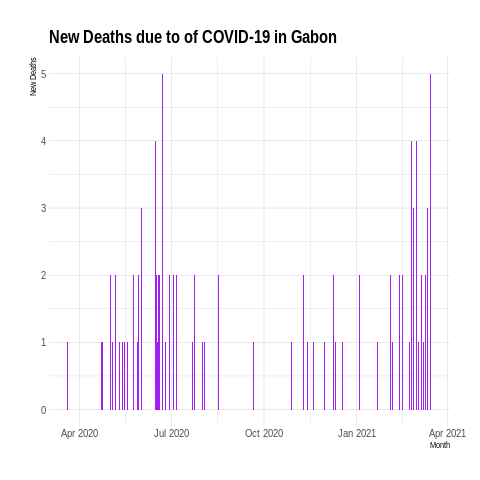 New Deaths due to of COVID-19 in Gabon
New Deaths
5
4
3
2
1
0
Apr 2020 Jul 2020 Oct 2020 Jan 2021 Apr 2021
Month